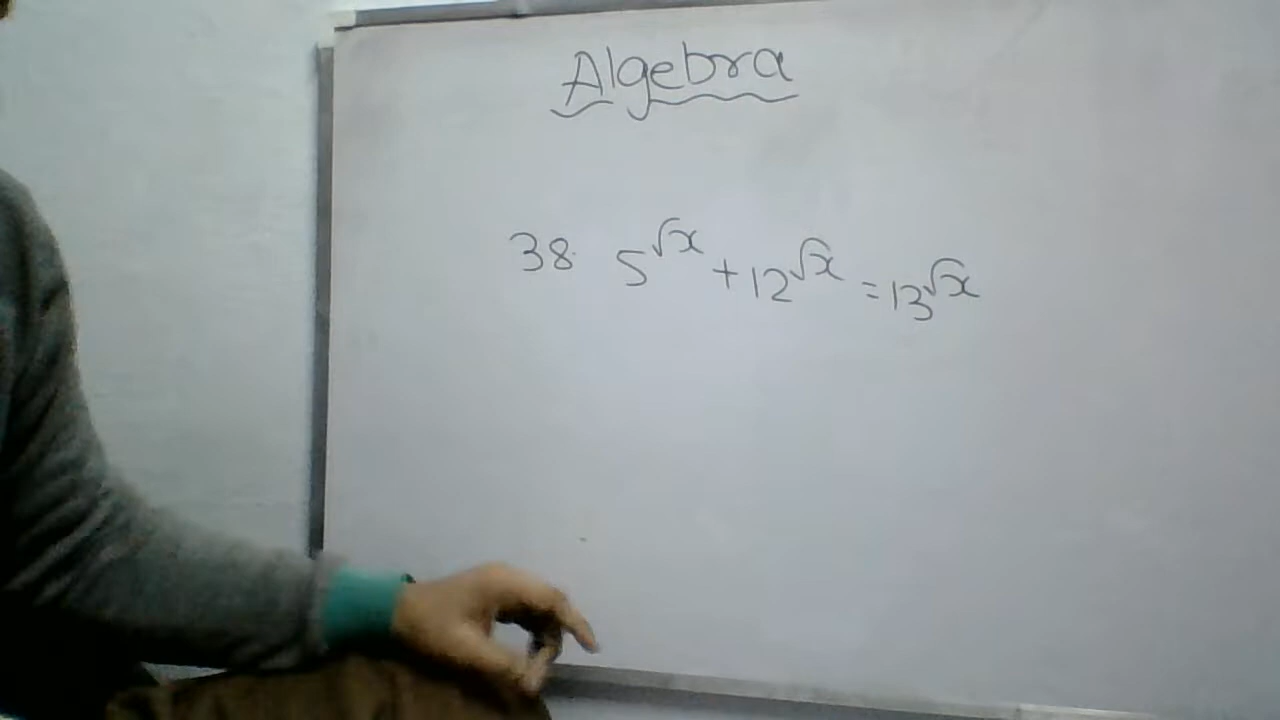 Algebra
38. 5^√x + 12^√x = 13^√x